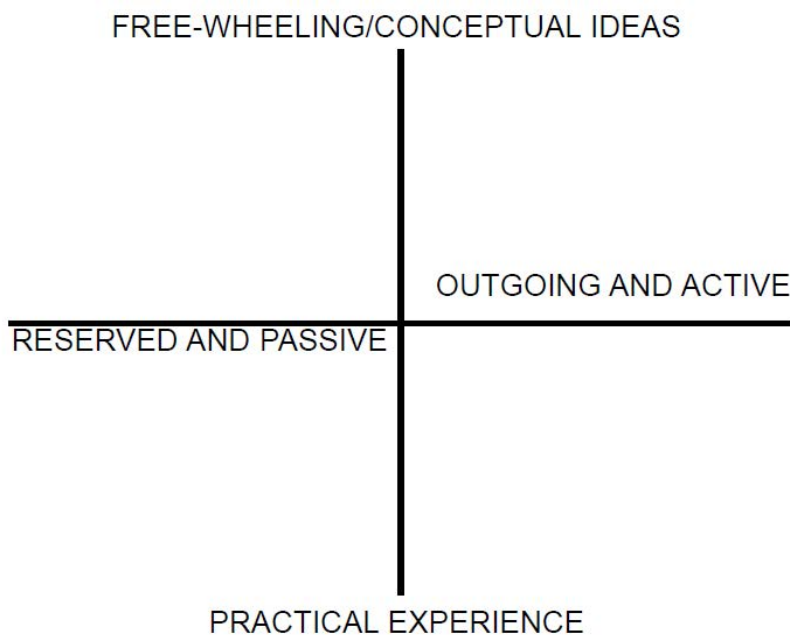 FREE-WHEELING/CONCEPTUAL IDEAS
OUTGOING AND ACTIVE
RESERVED AND PASSIVE
PRACTICAL EXPERIENCE